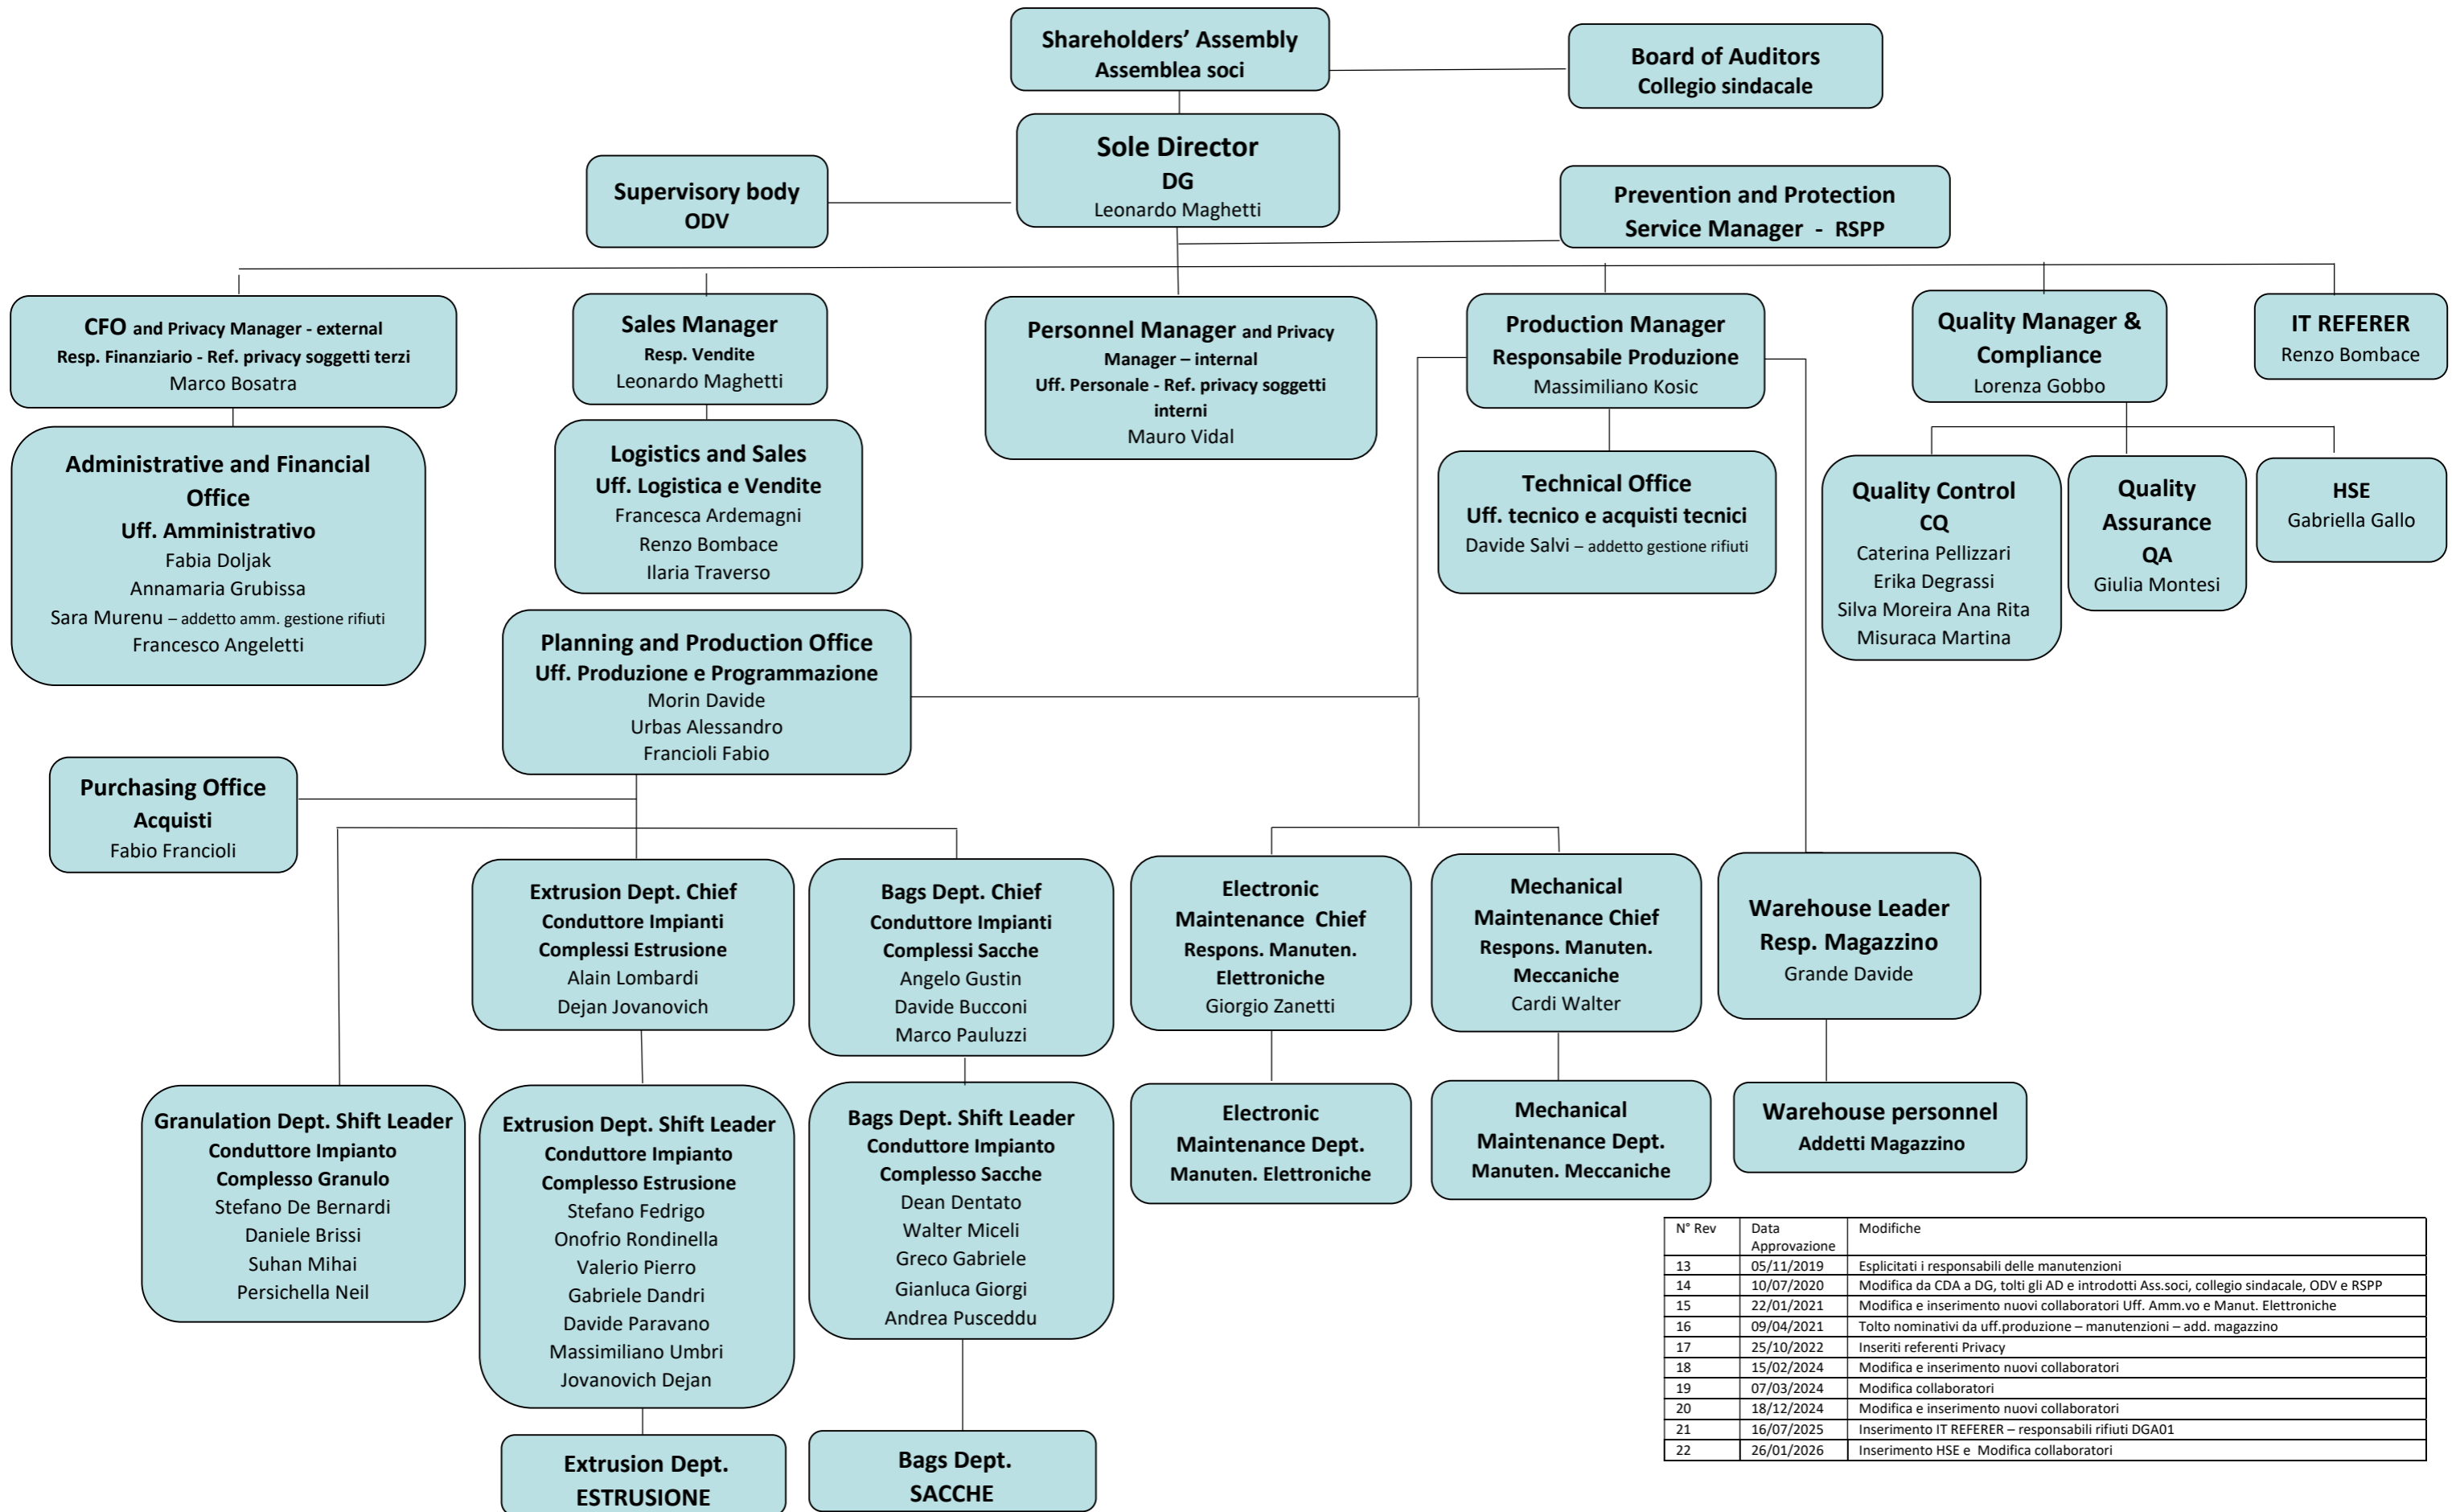 Shareholders' Assembly
Assemblea soci
Board of Auditors
Collegio sindacale
Sole Director
DG
Leonardo Maghetti
Supervisory body
ODV
Prevention and Protection
Service Manager - RSPP
CFO and Privacy Manager - external
Resp. Finanziario - Ref. privacy soggetti terzi
Marco Bosatra
Sales Manager
Resp. Vendite
Leonardo Maghetti
Personnel Manager and Privacy
Manager – internal
Uff. Personale - Ref. privacy soggetti
interni
Mauro Vidal
Production Manager
Responsabile Produzione
Massimiliano Kosic
Quality Manager &
Compliance
Lorenza Gobbo
IT REFERER
Renzo Bombace
Administrative and Financial
Office
Uff. Amministrativo
Fabia Doljak
Annamaria Grubissa
Sara Murenu – addetto amm. gestione rifiuti
Francesco Angeletti
Logistics and Sales
Uff. Logistica e Vendite
Francesca Ardemagni
Renzo Bombace
Ilaria Traverso
Technical Office
Uff. tecnico e acquisti tecnici
Davide Salvi – addetto gestione rifiuti
Quality Control
CQ
Caterina Pellizzari
Erika Degrassi
Silva Moreira Ana Rita
Misuraca Martina
Quality
Assurance
QA
Giulia Montesi
HSE
Gabriella Gallo
Planning and Production Office
Uff. Produzione e Programmazione
Morin Davide
Urbas Alessandro
Francioli Fabio
Purchasing Office
Acquisti
Fabio Francioli
Extrusion Dept. Chief
Conduttore Impianti
Complessi Estrusione
Alain Lombardi
Dejan Jovanovich
Bags Dept. Chief
Conduttore Impianti
Complessi Sacche
Angelo Gustin
Davide Bucconi
Marco Pauluzzi
Electronic
Maintenance Chief
Respons. Manuten.
Elettroniche
Giorgio Zanetti
Mechanical
Maintenance Chief
Respons. Manuten.
Meccaniche
Cardi Walter
Warehouse Leader
Resp. Magazzino
Grande Davide
Granulation Dept. Shift Leader
Conduttore Impianto
Complesso Granulo
Stefano De Bernardi
Daniele Brissi
Suhan Mihai
Persichella Neil
Extrusion Dept. Shift Leader
Conduttore Impianto
Complesso Estrusione
Stefano Fedrigo
Onofrio Rondinella
Valerio Pierro
Gabriele Dandri
Davide Paravano
Massimiliano Umbri
Jovanovich Dejan
Bags Dept. Shift Leader
Conduttore Impianto
Complesso Sacche
Dean Dentato
Walter Miceli
Greco Gabriele
Gianluca Giorgi
Andrea Pusceddu
Electronic
Maintenance Dept.
Manuten. Elettroniche
Mechanical
Maintenance Dept.
Manuten. Meccaniche
Warehouse personnel
Addetti Magazzino
Extrusion Dept.
ESTRUSIONE
Bags Dept.
SACCHE
N° Rev Data Approvazione Modifiche
13 05/11/2019 Esplicitati i responsabili delle manutenzioni
14 10/07/2020 Modifica da CDA a DG, tolti gli AD e introdotti Ass.soci, collegio sindacale, ODV e RSPP
15 22/01/2021 Modifica e inserimento nuovi collaboratori Uff. Amm.vo e Manut. Elettroniche
16 09/04/2021 Tolto nominativi da uff.produzione – manutenzioni – add. magazzino
17 25/10/2022 Inseriti referenti Privacy
18 15/02/2024 Modifica e inserimento nuovi collaboratori
19 07/03/2024 Modifica collaboratori
20 18/12/2024 Modifica e inserimento nuovi collaboratori
21 16/07/2025 Inserimento IT REFERER – responsabili rifiuti DGA01
22 26/01/2026 Inserimento HSE e Modifica collaboratori